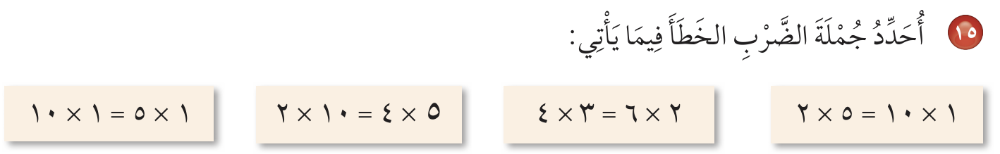 ١٥ أُحَدِّدُ جُمْلَةَ الضَّرْبِ الخَطَأَ فِيمَا يَأْتِي:
١ × ١٠ = ٥ × ٢
٢ × ٦ = ٣ × ٤
٥ × ٤ = ١٠ × ٢
١ × ٥ = ١ × ١٠